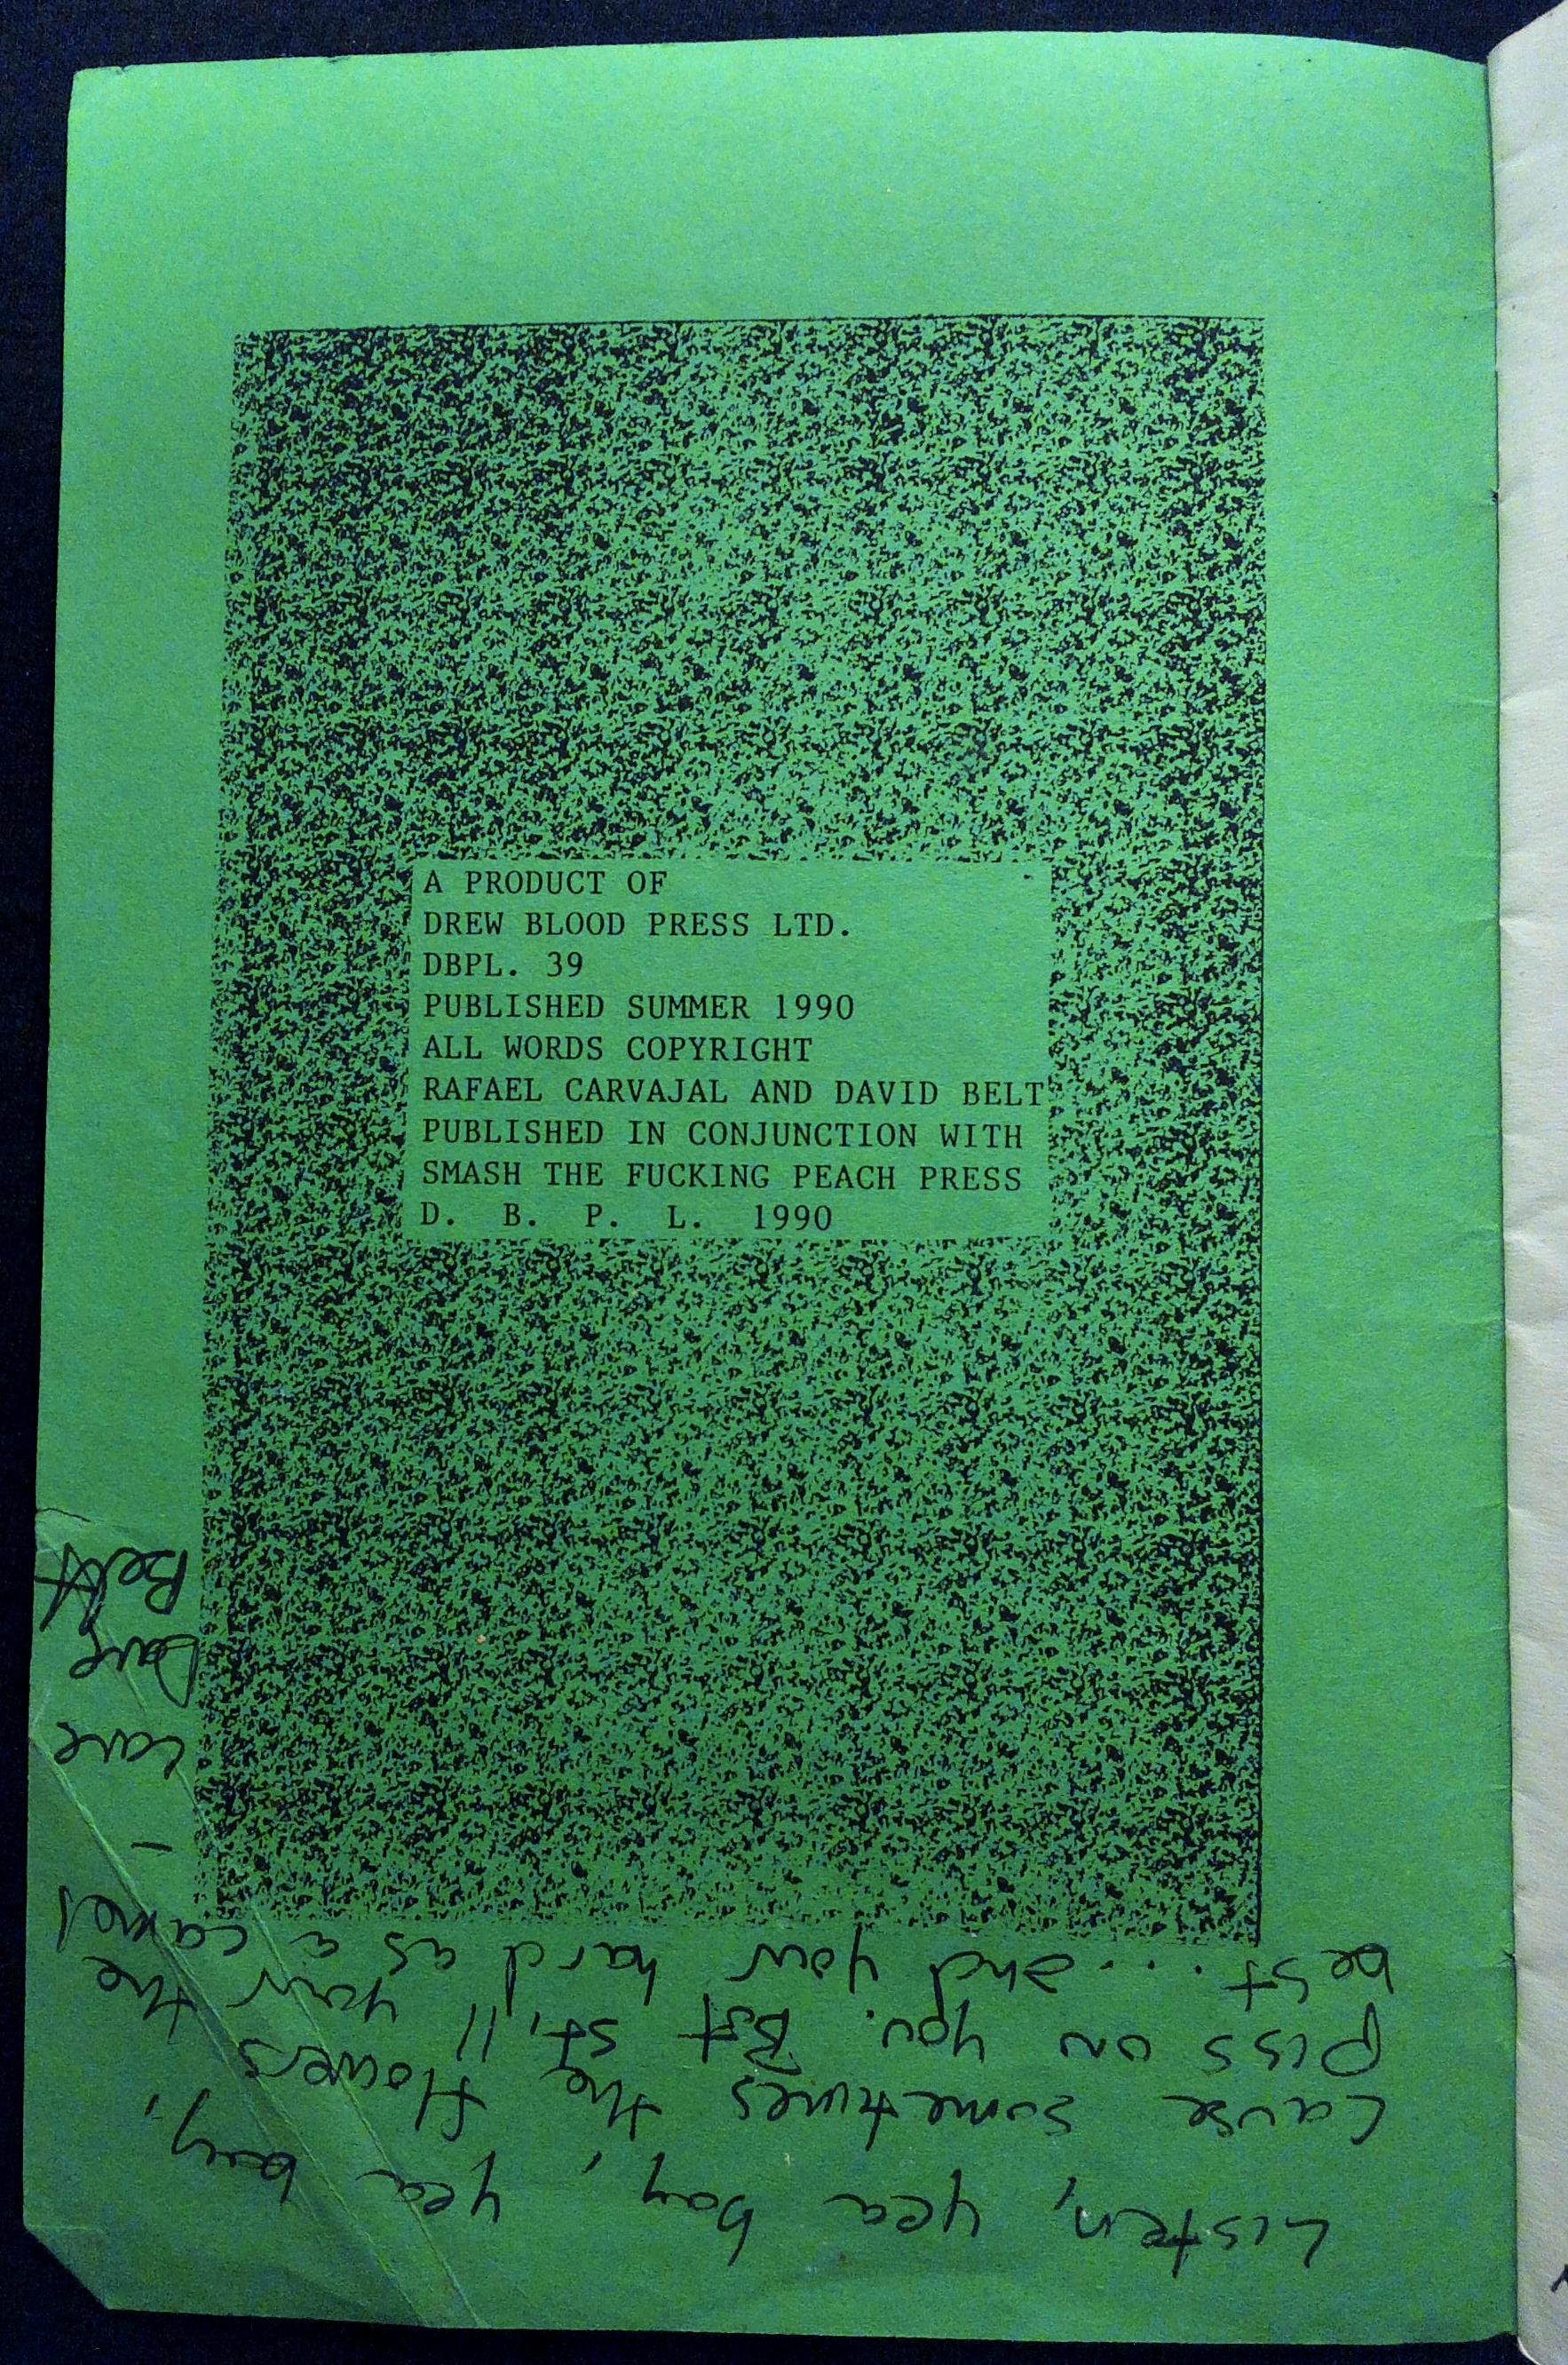 A PRODUCT OF
DREW BLOOD PRESS LTD.
DBPL. 39
PUBLISHED SUMMER 1990
ALL WORDS COPYRIGHT
RAFAEL CARVAJAL AND DAVID BELT
PUBLISHED IN CONJUNCTION WITH
SMASH THE FUCKING PEACH PRESS
D. B. P. L. 1990
Listen, yea boy, yea boy,
cause sometimes the flowers
piss on you. But still your the
best...and your hard as a camel
- Love
Dave
Belt